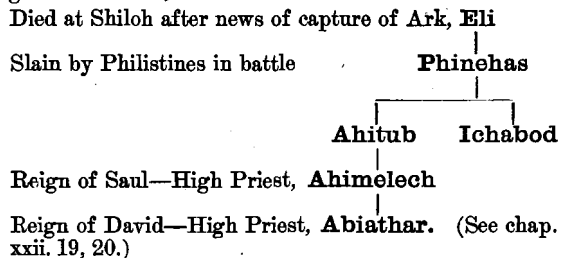 Died at Shiloh after news of capture of Ark, Eli
Slain by Philistines in battle Phinehas
Ahitub Ichabod
Reign of Saul—High Priest, Ahimelech
Reign of David—High Priest, Abiathar. (See chap.
xxii. 19, 20.)